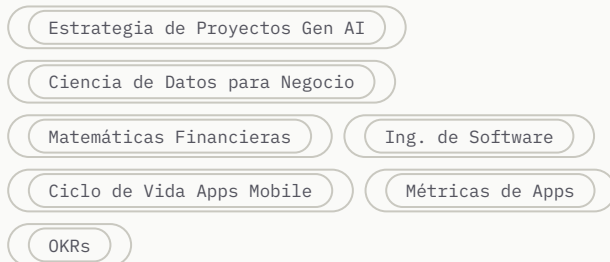 Estrategia de Proyectos Gen AI
Ciencia de Datos para Negocio
Matemáticas Financieras Ing. de Software
Ciclo de Vida Apps Mobile Métricas de Apps
OKRs